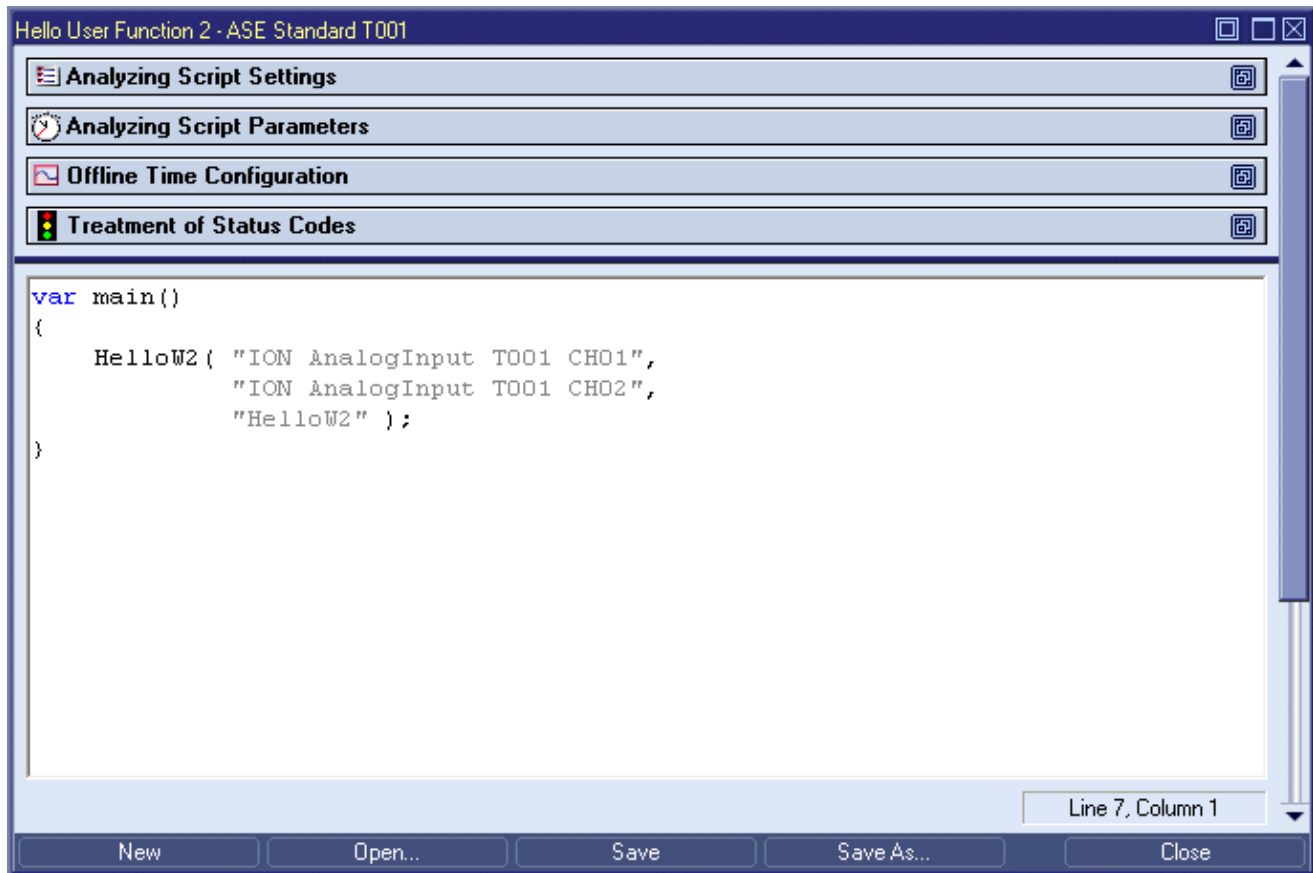 Hello User Function 2 - ASE Standard T001
Analyzing Script Settings
Analyzing Script Parameters
Offline Time Configuration
Treatment of Status Codes
var main()
{
HelloW2( "ION AnalogInput T001 CH01",
"ION AnalogInput T001 CH02",
"HelloW2" );
}
Line 7, Column 1
New Open... Save Save As... Close